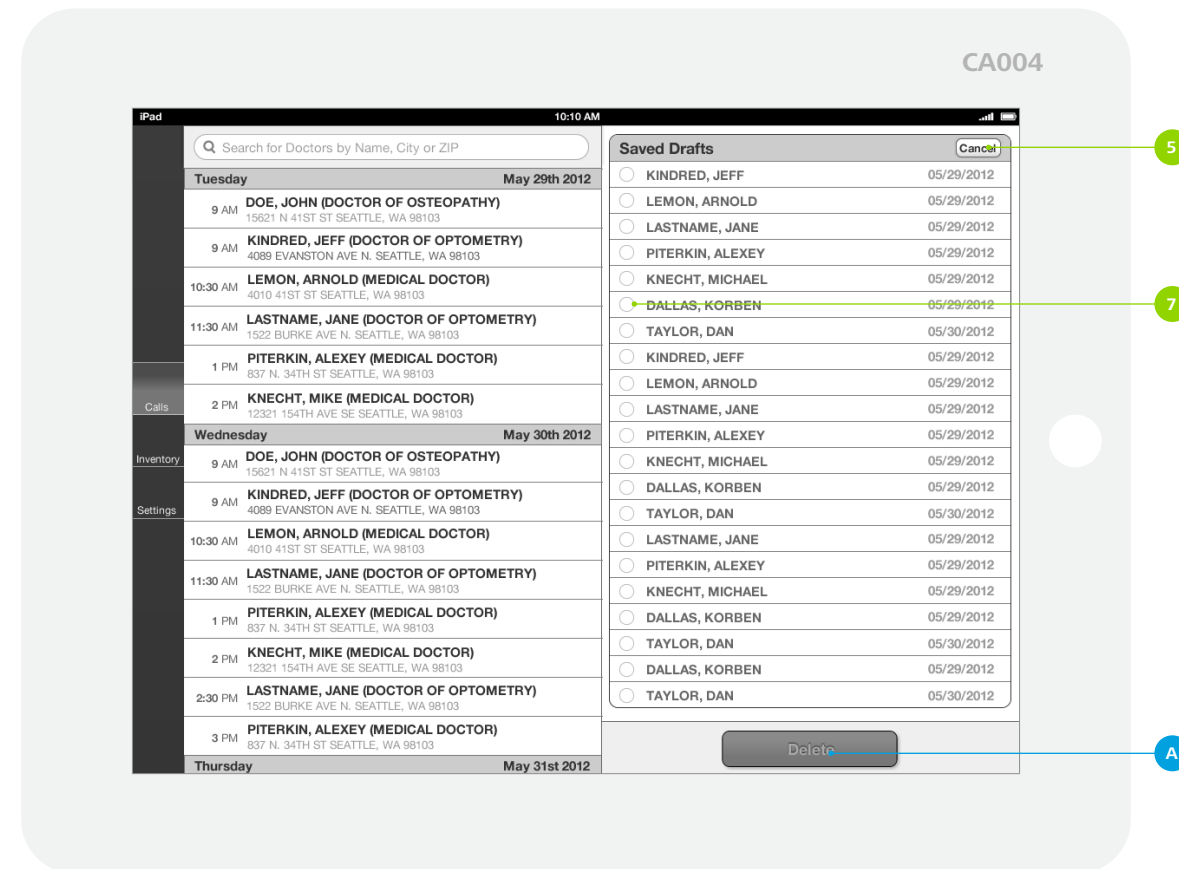 CA004
iPad 10:10 AM
Search for Doctors by Name, City or ZIP
Tuesday May 29th 2012
9 AM DOE, JOHN (DOCTOR OF OSTEOPATHY)
15621 N 41ST ST SEATTLE, WA 98103
9 AM KINDRED, JEFF (DOCTOR OF OPTOMETRY)
4089 EVANSTON AVE N. SEATTLE, WA 98103
10:30 AM LEMON, ARNOLD (MEDICAL DOCTOR)
4010 41ST ST SEATTLE, WA 98103
11:30 AM LASTNAME, JANE (DOCTOR OF OPTOMETRY)
1522 BURKE AVE N. SEATTLE, WA 98103
1 PM PITERKIN, ALEXEY (MEDICAL DOCTOR)
837 N. 34TH ST SEATTLE, WA 98103
2 PM KNECHT, MIKE (MEDICAL DOCTOR)
12321 154TH AVE SE SEATTLE, WA 98103
Wednesday May 30th 2012
9 AM DOE, JOHN (DOCTOR OF OSTEOPATHY)
15621 N 41ST ST SEATTLE, WA 98103
9 AM KINDRED, JEFF (DOCTOR OF OPTOMETRY)
4089 EVANSTON AVE N. SEATTLE, WA 98103
10:30 AM LEMON, ARNOLD (MEDICAL DOCTOR)
4010 41ST ST SEATTLE, WA 98103
11:30 AM LASTNAME, JANE (DOCTOR OF OPTOMETRY)
1522 BURKE AVE N. SEATTLE, WA 98103
1 PM PITERKIN, ALEXEY (MEDICAL DOCTOR)
837 N. 34TH ST SEATTLE, WA 98103
2 PM KNECHT, MIKE (MEDICAL DOCTOR)
12321 154TH AVE SE SEATTLE, WA 98103
2:30 PM LASTNAME, JANE (DOCTOR OF OPTOMETRY)
1522 BURKE AVE N. SEATTLE, WA 98103
3 PM PITERKIN, ALEXEY (MEDICAL DOCTOR)
837 N. 34TH ST SEATTLE, WA 98103
Thursday May 31st 2012
Calls
Inventory
Settings
Saved Drafts Cancel
KINDRED, JEFF 05/29/2012
LEMON, ARNOLD 05/29/2012
LASTNAME, JANE 05/29/2012
PITERKIN, ALEXEY 05/29/2012
KNECHT, MICHAEL 05/29/2012
DALLAS, KORBEN 05/29/2012
TAYLOR, DAN 05/30/2012
KINDRED, JEFF 05/29/2012
LEMON, ARNOLD 05/29/2012
LASTNAME, JANE 05/29/2012
PITERKIN, ALEXEY 05/29/2012
KNECHT, MICHAEL 05/29/2012
DALLAS, KORBEN 05/29/2012
TAYLOR, DAN 05/30/2012
LASTNAME, JANE 05/29/2012
PITERKIN, ALEXEY 05/29/2012
KNECHT, MICHAEL 05/29/2012
DALLAS, KORBEN 05/29/2012
TAYLOR, DAN 05/30/2012
DALLAS, KORBEN 05/29/2012
TAYLOR, DAN 05/30/2012
Delete
5
7
A